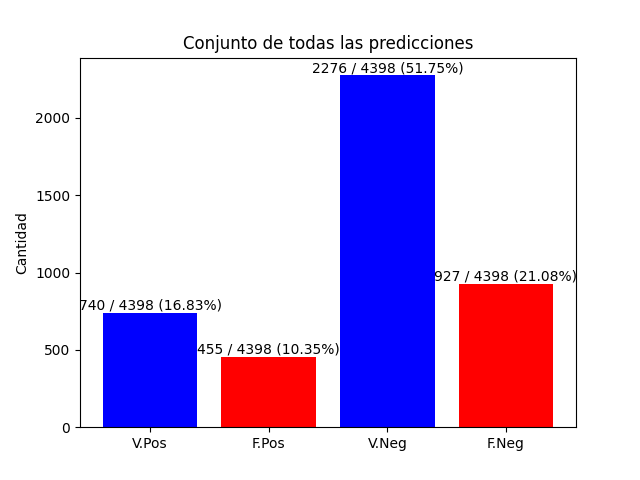 Conjunto de todas las predicciones
2276 / 4398 (51.75%)
927 / 4398 (21.08%)
740 / 4398 (16.83%)
455 / 4398 (10.35%)
Cantidad
2000
1500
1000
500
0
V.Pos
F.Pos
V.Neg
F.Neg